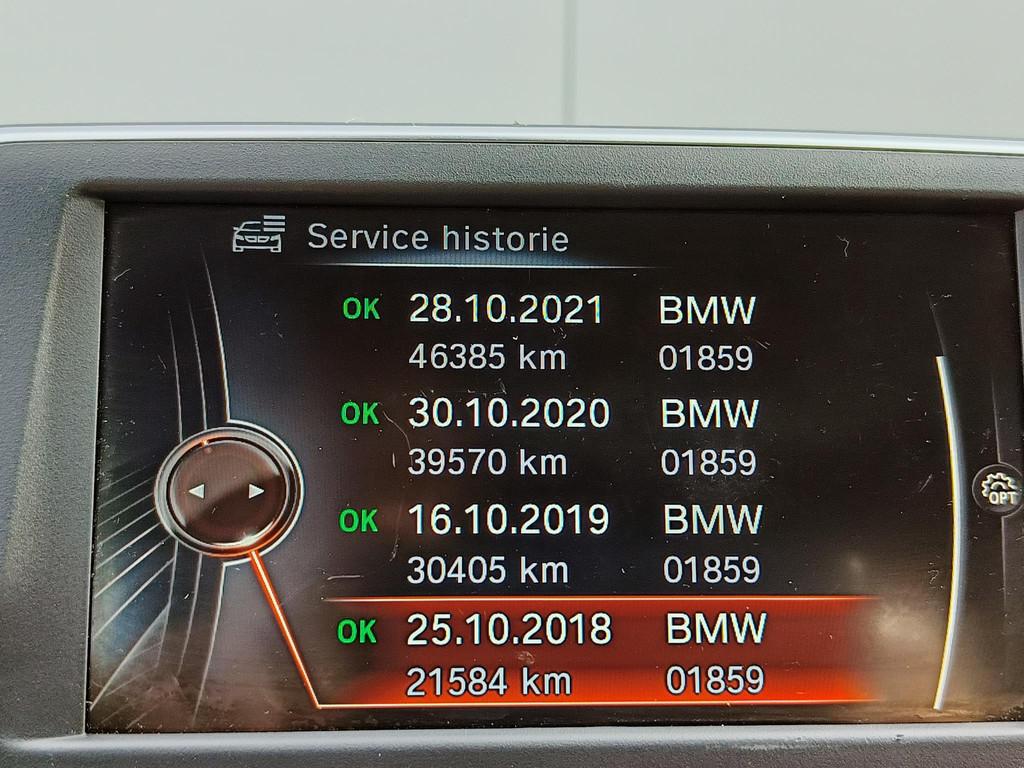 Service historie
OK 28.10.2021 BMW
46385 km 01859
OK 30.10.2020 BMW
39570 km 01859
OK 16.10.2019 BMW
30405 km 01859
OPT
OK 25.10.2018 BMW
21584 km 01859